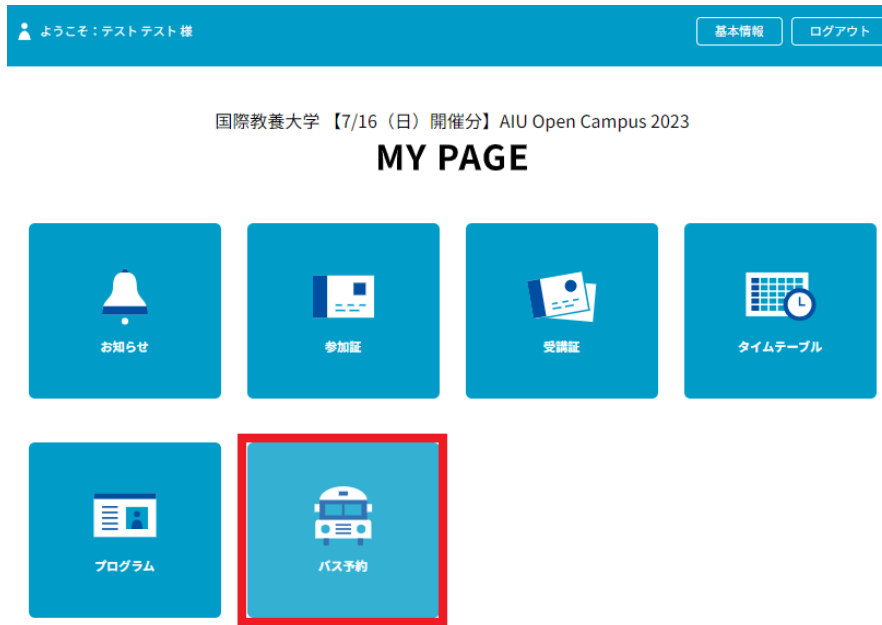 ようこそ：テスト テスト 様
基本情報
ログアウト
国際教養大学 【7/16（日）開催分】AIU Open Campus 2023
MY PAGE
お知らせ
参加証
受講証
タイムテーブル
プログラム
バス予約